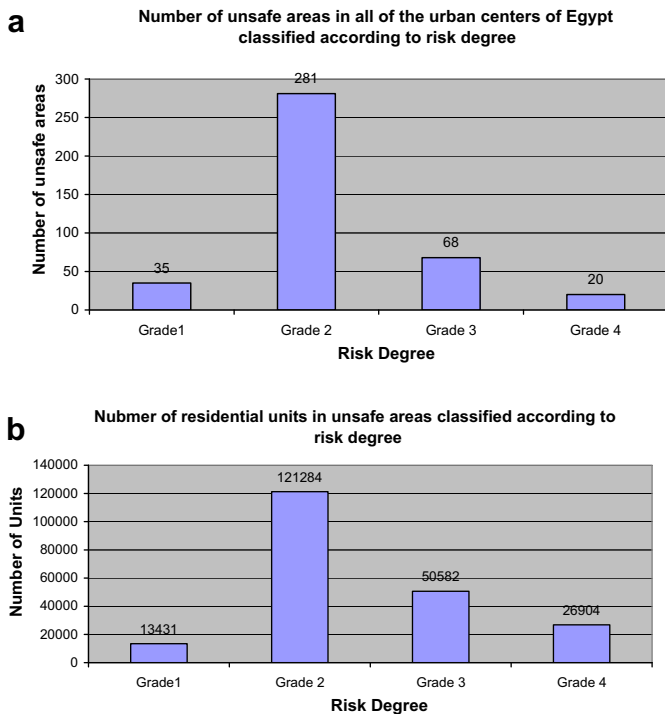 a
Number of unsafe areas in all of the urban centers of Egypt
classified according to risk degree
Number of unsafe areas
300
250
200
150
100
50
0
35
281
68
20
Grade1 Grade 2 Grade 3 Grade 4
Risk Degree
b
Nubmer of residential units in unsafe areas classified according to
risk degree
Number of Units
140000
120000
100000
80000
60000
40000
20000
0
13431
121284
50582
26904
Grade1 Grade 2 Grade 3 Grade 4
Risk Degree